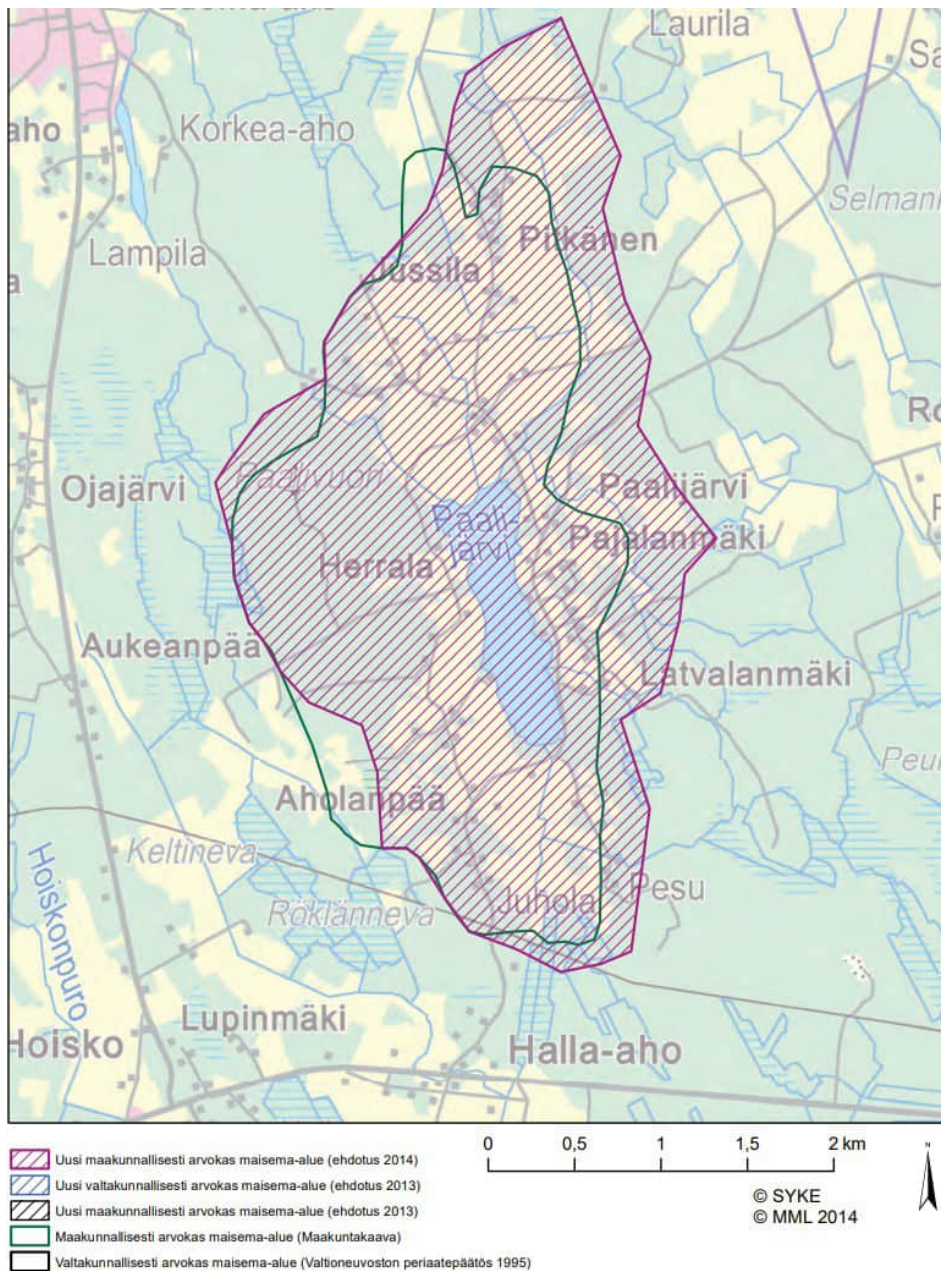 Laurila
Korkea-aho
aho
Selmank
Lampila
Pitkänen
Jussila
Paalivuori
Ojajärvi
Paalijärvi
Paali-
järvi
Pajalanmäki
Herrala
Aukeanpää
Latvalanmäki
Peur
Aholanpää
Keltineva
Hoiskonpuro
Pesu
Juhola
Röklänneva
Lupinmäki
Hoisko
Halla-aho
0 0,5 1 1,5 2 km
N
Uusi maakunnallisesti arvokas maisema-alue (ehdotus 2014)
Uusi valtakunnallisesti arvokas maisema-alue (ehdotus 2013)
Uusi maakunnallisesti arvokas maisema-alue (ehdotus 2013)
Maakunnallisesti arvokas maisema-alue (Maakuntakaava)
Valtakunnallisesti arvokas maisema-alue (Valtioneuvoston periaatepäätös 1995)
© SYKE
© MML 2014